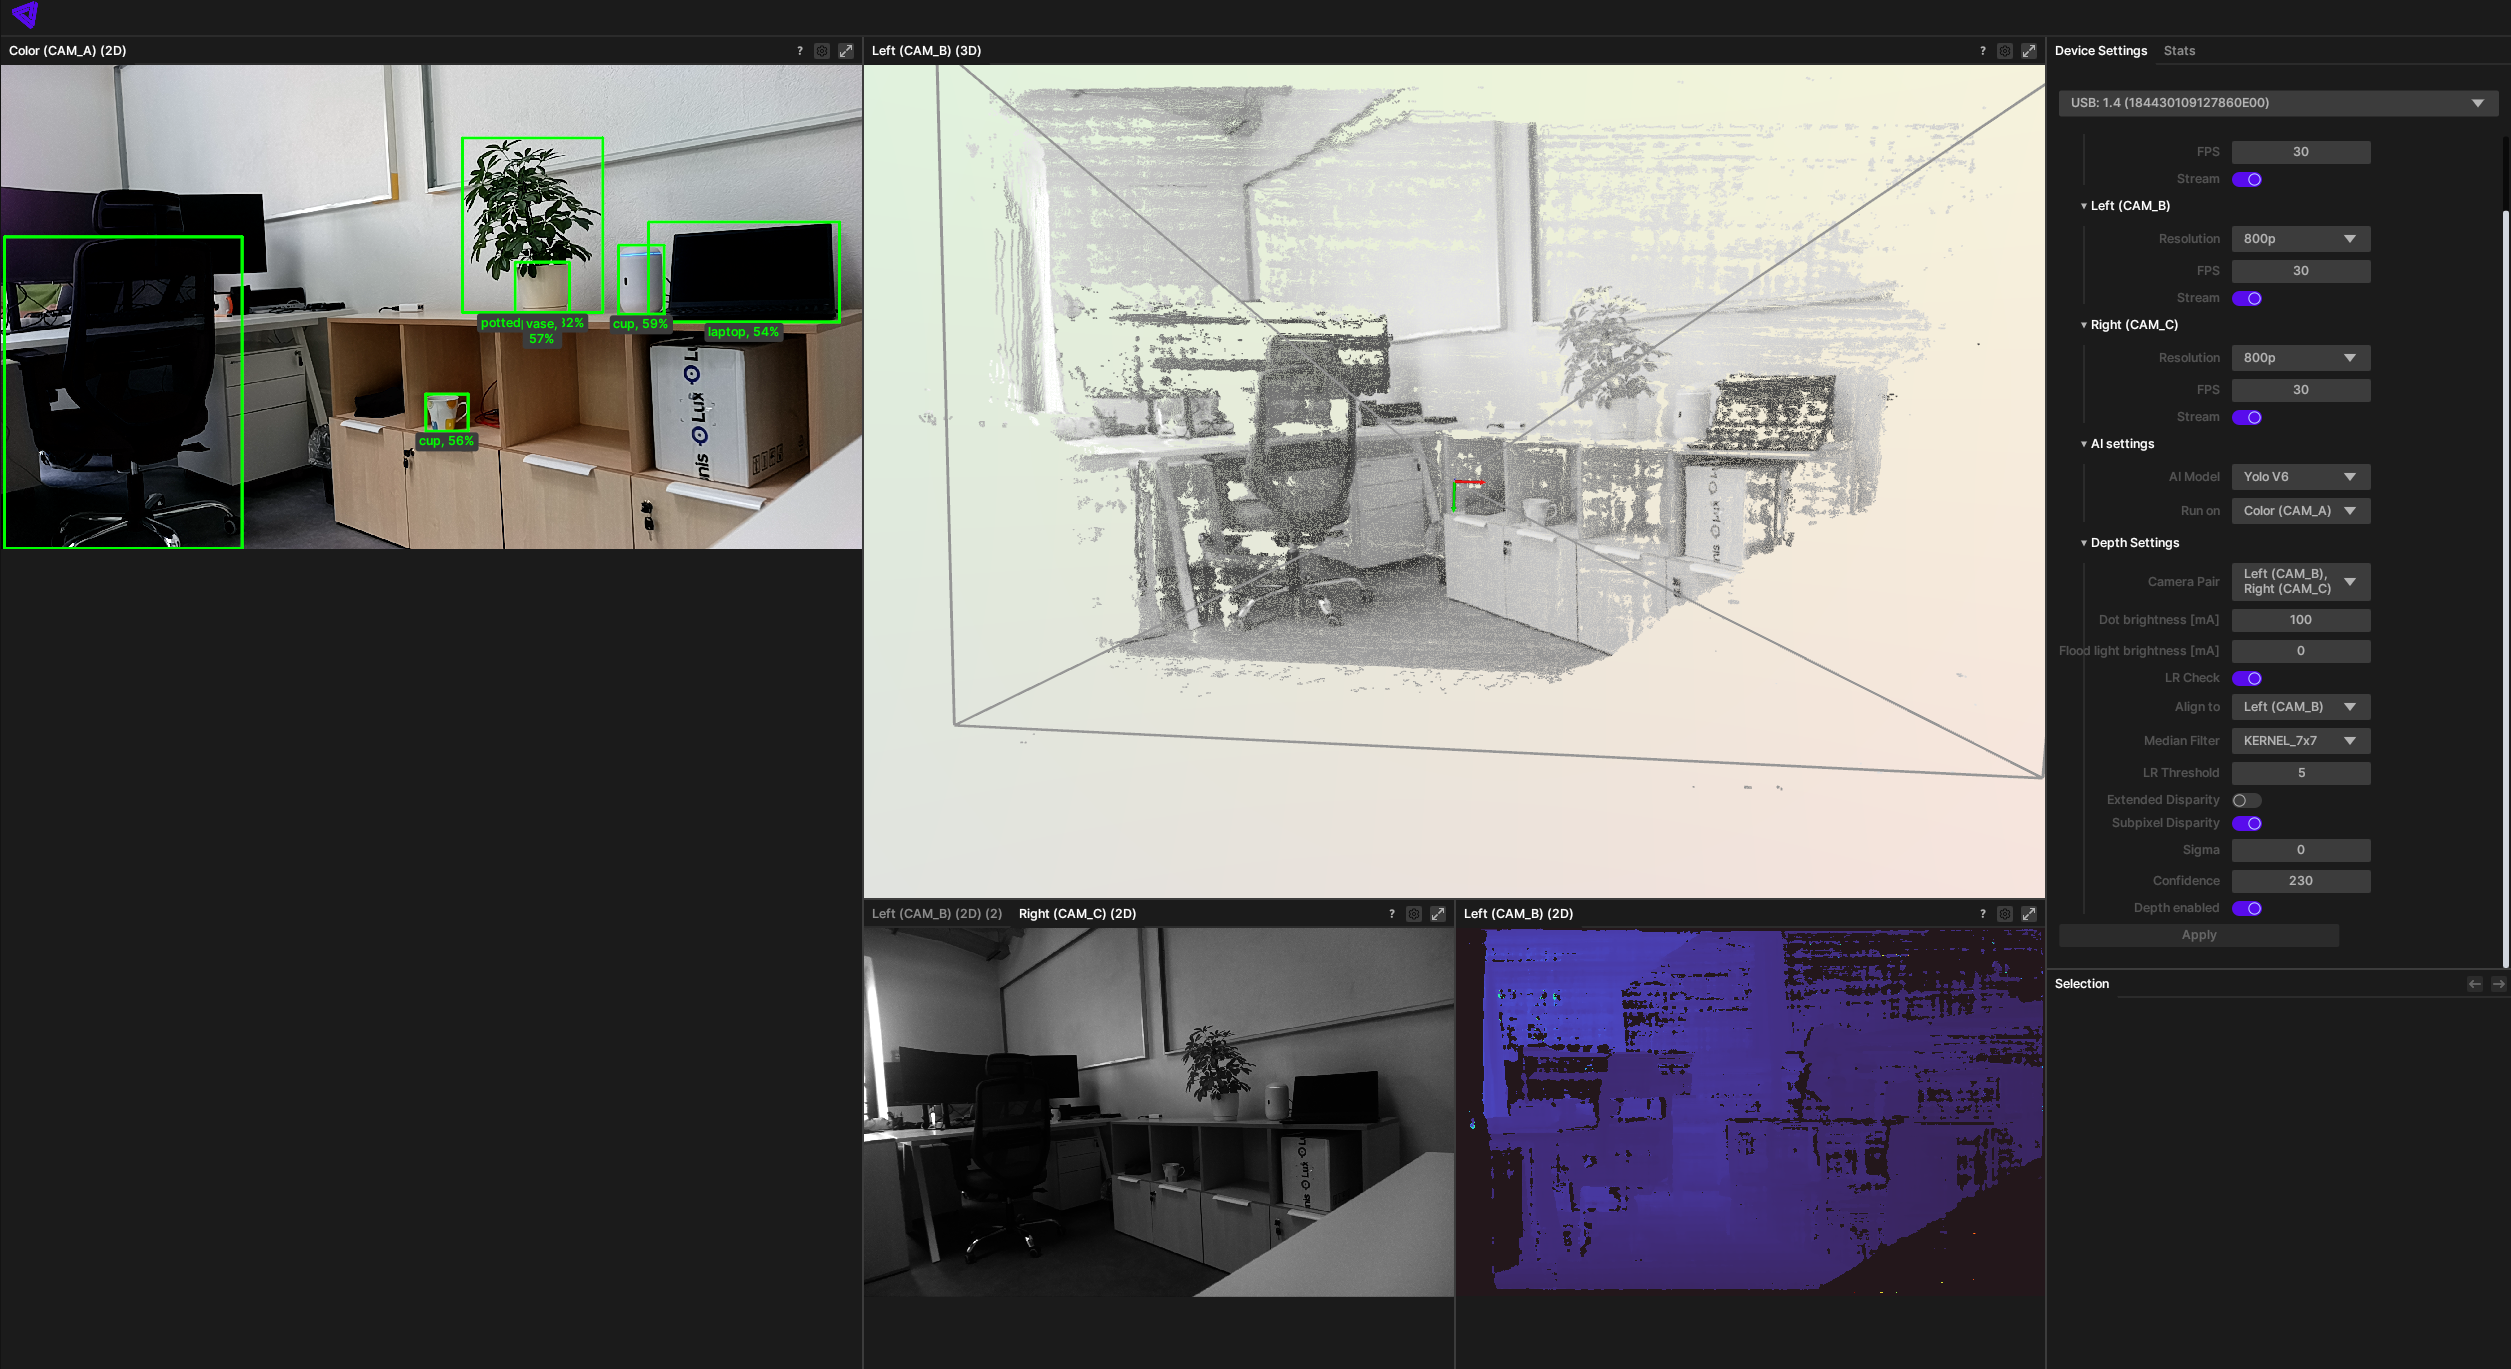 Color (CAM_A) (2D)
?
Left (CAM_B) (3D)
?
Device Settings
Stats
USB: 1.4 (184430109127860E00)
FPS
30
Stream
Left (CAM_B)
Resolution
800p
FPS
30
Stream
Right (CAM_C)
Resolution
800p
FPS
30
Stream
AI settings
AI Model
Yolo V6
Run on
Color (CAM_A)
Depth Settings
Camera Pair
Left (CAM_B),
Right (CAM_C)
Dot brightness [mA]
100
Flood light brightness [mA]
0
LR Check
Align to
Left (CAM_B)
Median Filter
KERNEL_7x7
LR Threshold
5
Extended Disparity
Subpixel Disparity
Sigma
0
Confidence
230
Depth enabled
Apply
Selection
potted
vase,
57%
cup, 59%
laptop, 54%
cup, 56%
nis
Lux
Lu
Left (CAM_B) (2D) (2)
Right (CAM_C) (2D)
?
Left (CAM_B) (2D)
?